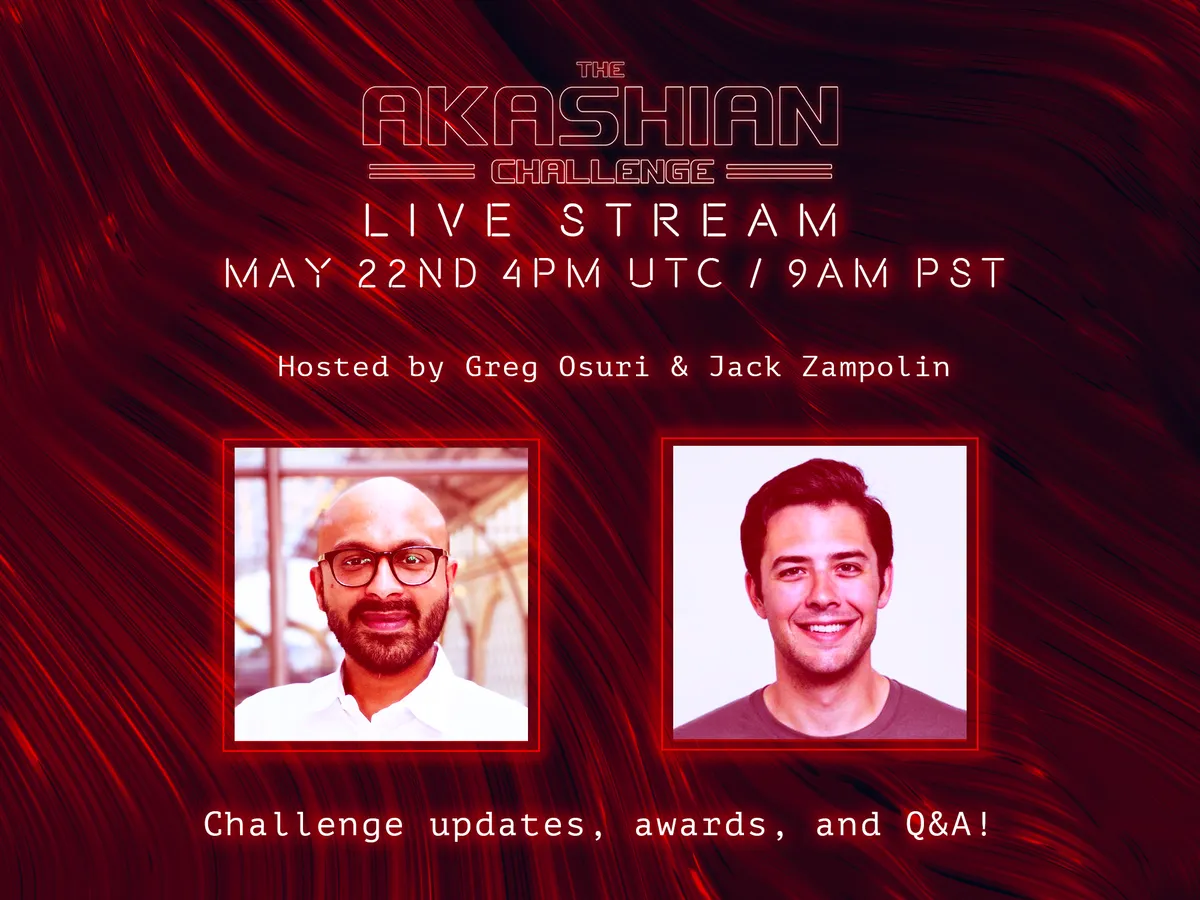 THE
AKASHIAN
CHALLENGE
LIVE STREAM
MAY 22ND 4PM UTC / 9AM PST
Hosted by Greg Osuri & Jack Zampolin
Challenge updates, awards, and Q&A!